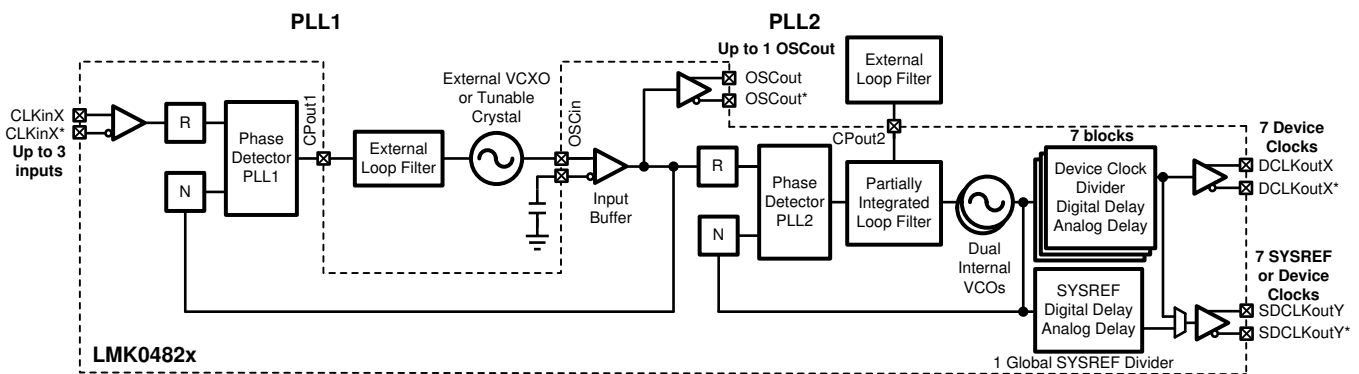 PLL1
PLL2
Up to 1 OSCout
External
Loop Filter
External VCXO
or Tunable
Crystal
OSCout
OSCout*
CLKinX
CLKinX*
Up to 3
inputs
R
N
Phase
Detector
PLL1
CPout1
External
Loop Filter
OSCin
Input
Buffer
R
N
Phase
Detector
PLL2
CPout2
Partially
Integrated
Loop Filter
Dual
Internal
VCOs
7 blocks
Device Clock
Divider
Digital Delay
Analog Delay
7 Device
Clocks
DCLKoutX
DCLKoutX*
SYSREF
Digital Delay
Analog Delay
1 Global SYSREF Divider
7 SYSREF
or Device
Clocks
SDCLKoutY
SDCLKoutY*
LMK0482x